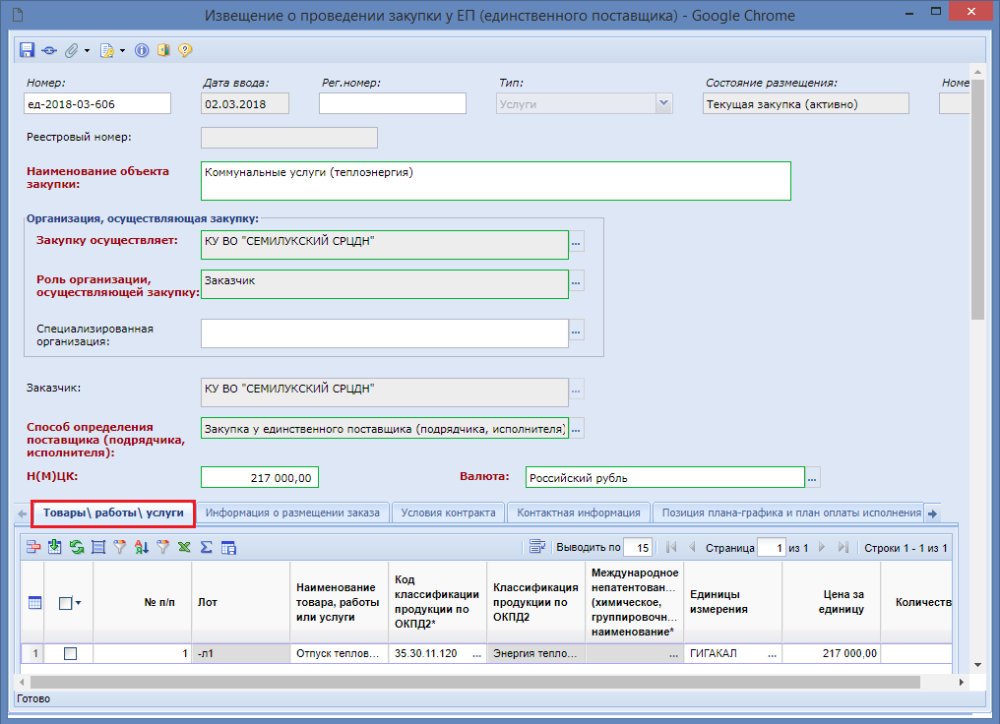 Извещение о проведении закупки у ЕП (единственного поставщика) - Google Chrome
Номер: Дата ввода: Рег.номер: Тип: Состояние размещения: Номе
ед-2018-03-606 02.03.2018 Услуги Текущая закупка (активно)
Реестровый номер:
Наименование объекта
закупки:
Коммунальные услуги (теплоэнергия)
Организация, осуществляющая закупку:
Закупку осуществляет: КУ ВО "СЕМИЛУКСКИЙ СРЦДН" ...
Роль организации,
осуществляющей закупку:
Заказчик ...
Специализированная
организация:
...
Заказчик: КУ ВО "СЕМИЛУКСКИЙ СРЦДН" ...
Способ определения
поставщика (подрядчика,
исполнителя):
Закупка у единственного поставщика (подрядчика, исполнителя) ...
Н(М)ЦК: 217 000,00 Валюта: Российский рубль ...
Товары\ работы\ услуги Информация о размещении заказа Условия контракта Контактная информация Позиция плана-графика и план оплаты исполнения
Выводить по 15 Страница 1 из 1 Строки 1 - 1 из 1
№ п/п
Лот
Наименование
товара, работы
или услуги
Код
классификации
продукции по
ОКПД2*
Классификация
продукции по
ОКПД2
Международное
непатентован...
(химическое,
группировочн...
наименование*
Единицы
измерения
Цена за
единицу
Количеств
1 1 -л1 Отпуск теплов... 35.30.11.120 ... Энергия тепло... ... ГИГАКАЛ ... 217 000,00
Готово